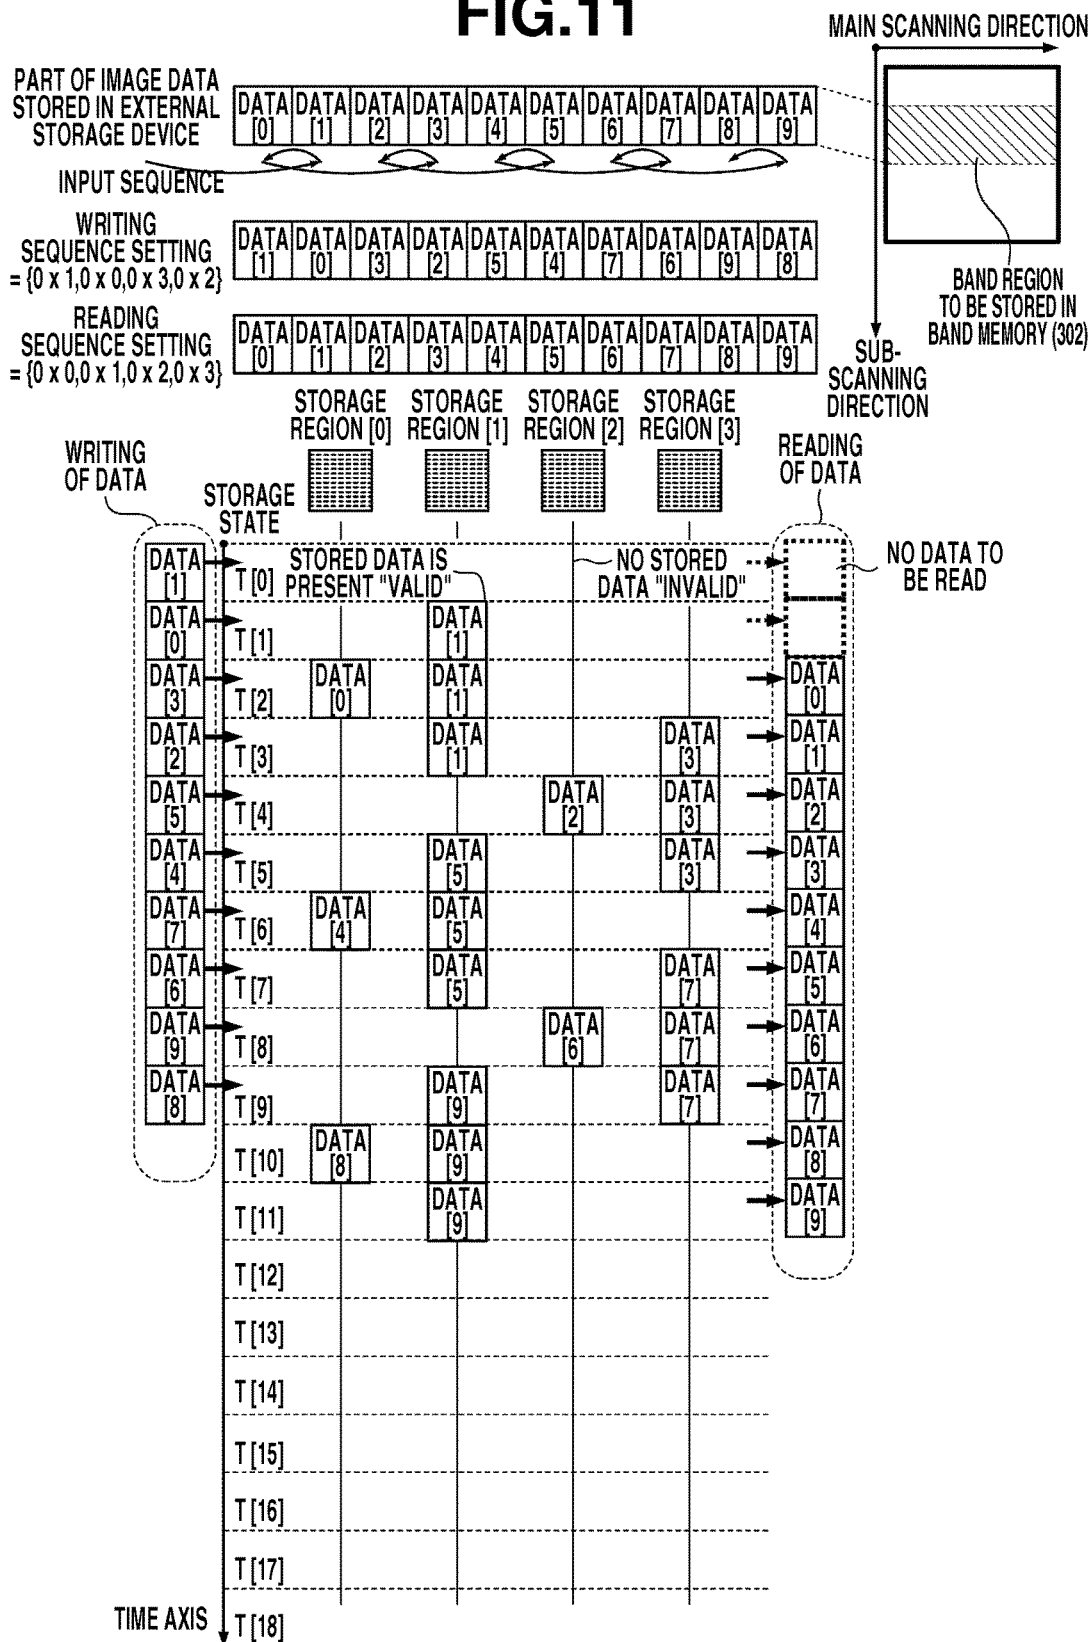 FIG.11
MAIN SCANNING DIRECTION
PART OF IMAGE DATA
STORED IN EXTERNAL
STORAGE DEVICE
DATA DATA DATA DATA DATA DATA DATA DATA DATA DATA
[0] [1] [2] [3] [4] [5] [6] [7] [8] [9]
INPUT SEQUENCE
WRITING
SEQUENCE SETTING
= {0 x 1,0 x 0,0 x 3,0 x 2}
DATA DATA DATA DATA DATA DATA DATA DATA DATA DATA
[1] [0] [3] [2] [5] [4] [7] [6] [9] [8]
BAND REGION
TO BE STORED IN
BAND MEMORY (302)
READING
SEQUENCE SETTING
= {0 x 0,0 x 1,0 x 2,0 x 3}
DATA DATA DATA DATA DATA DATA DATA DATA DATA DATA
[0] [1] [2] [3] [4] [5] [6] [7] [8] [9]
SUB-
SCANNING
DIRECTION
STORAGE STORAGE STORAGE STORAGE
REGION [0] REGION [1] REGION [2] REGION [3]
WRITING
OF DATA
READING
OF DATA
STORAGE
STATE
DATA STORED DATA IS NO STORED NO DATA TO
[1] T [0] PRESENT "VALID" DATA "INVALID" BE READ
DATA DATA
[0] T [1] [1]
DATA DATA DATA DATA
[3] T [2] [0] [1] [0]
DATA DATA DATA DATA
[2] T [3] [1] [3] [1]
DATA DATA DATA DATA
[5] T [4] [2] [3] [2]
DATA DATA DATA DATA
[4] T [5] [5] [3] [3]
DATA DATA DATA DATA
[7] T [6] [4] [5] [4]
DATA DATA DATA DATA
[6] T [7] [5] [7] [5]
DATA DATA DATA DATA
[9] T [8] [6] [7] [6]
DATA DATA DATA DATA
[8] T [9] [9] [7] [7]
DATA DATA DATA
T [10] [8] [9] [8]
DATA DATA
T [11] [9] [9]
T [12]
T [13]
T [14]
T [15]
T [16]
T [17]
TIME AXIS T [18]